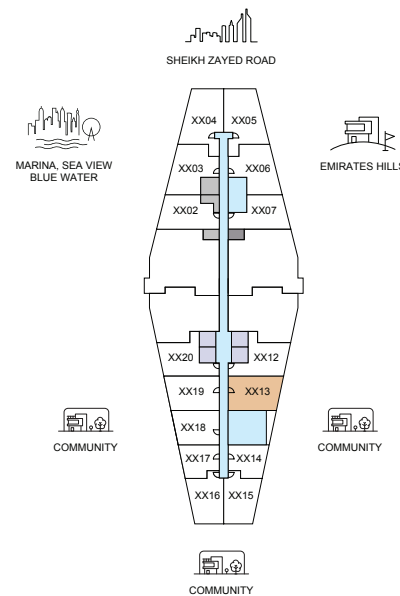 SHEIKH ZAYED ROAD
XX04 XX05
MARINA, SEA VIEW
BLUE WATER
EMIRATES HILLS
XX03 XX06
XX02 XX07
XX20 XX12
XX19 XX13
XX18
COMMUNITY
COMMUNITY
XX17 XX14
XX16 XX15
COMMUNITY